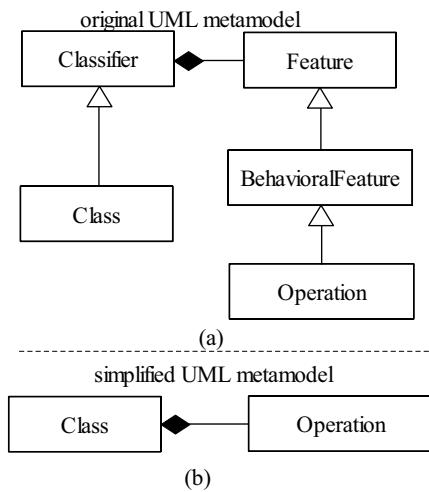 original UML metamodel
Classifier
Feature
BehavioralFeature
Class
Operation
(a)
simplified UML metamodel
Class
Operation
(b)